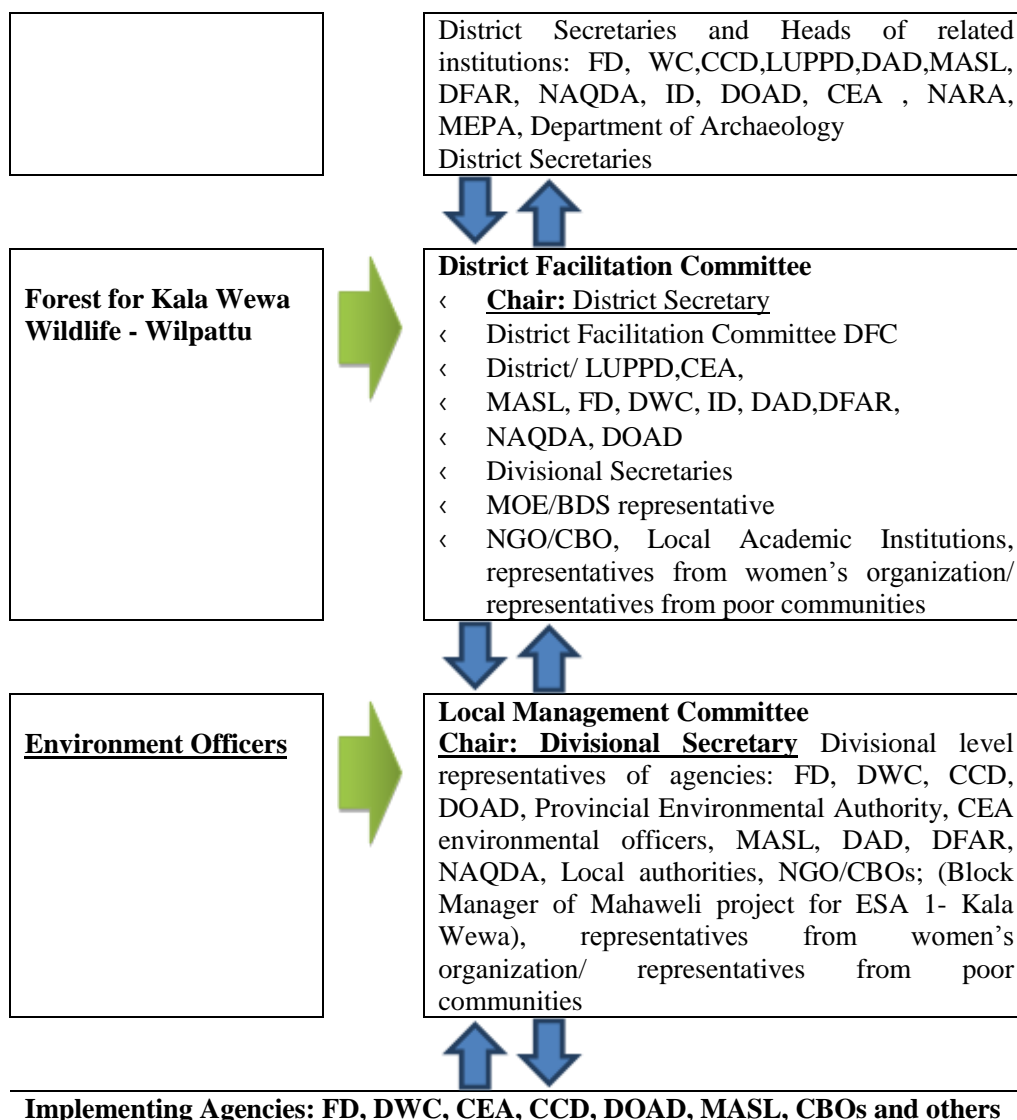 District Secretaries and Heads of related
institutions: FD, WC,CCD,LUPPD,DAD,MASL,
DFAR, NAQDA, ID, DOAD, CEA , NARA,
MEPA, Department of Archaeology
District Secretaries
Forest for Kala Wewa
Wildlife - Wilpattu
District Facilitation Committee
‹ Chair: District Secretary
‹ District Facilitation Committee DFC
‹ District/ LUPPD,CEA,
‹ MASL, FD, DWC, ID, DAD,DFAR,
‹ NAQDA, DOAD
‹ Divisional Secretaries
‹ MOE/BDS representative
‹ NGO/CBO, Local Academic Institutions,
representatives from women’s organization/
representatives from poor communities
Environment Officers
Local Management Committee
Chair: Divisional Secretary Divisional level
representatives of agencies: FD, DWC, CCD,
DOAD, Provincial Environmental Authority, CEA
environmental officers, MASL, DAD, DFAR,
NAQDA, Local authorities, NGO/CBOs; (Block
Manager of Mahaweli project for ESA 1- Kala
Wewa), representatives from women’s
organization/ representatives from poor
communities
Implementing Agencies: FD, DWC, CEA, CCD, DOAD, MASL, CBOs and others